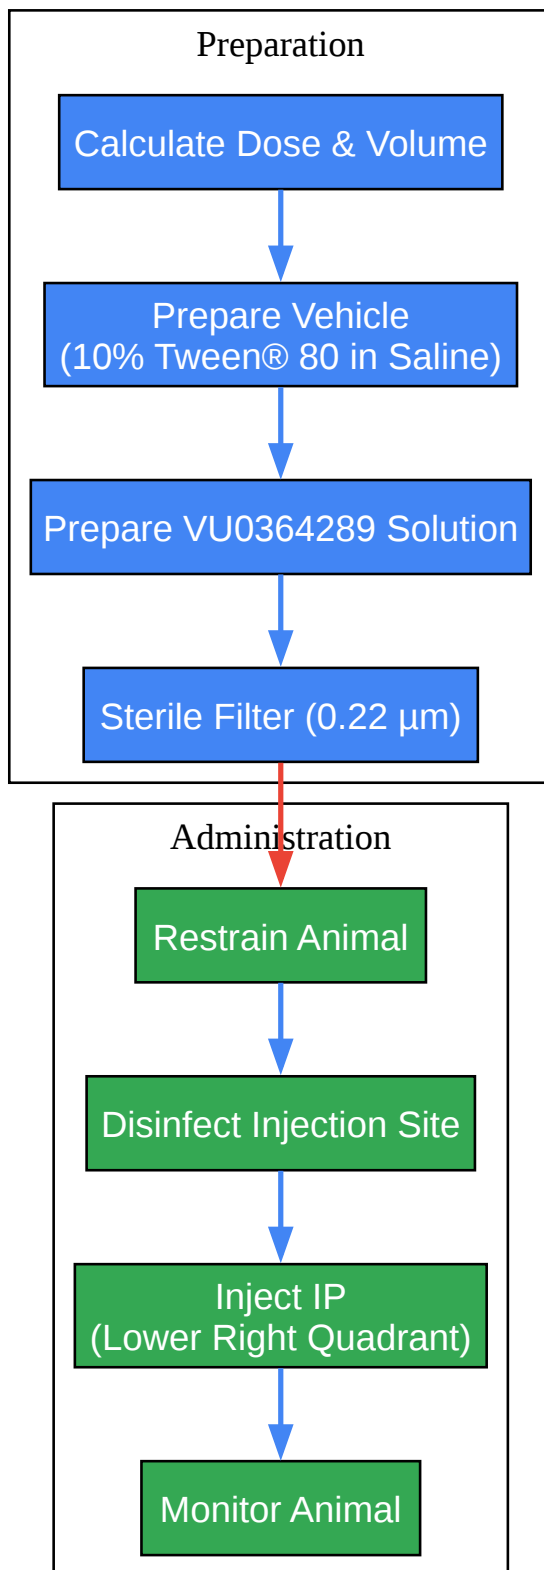 Preparation
Calculate Dose & Volume
Prepare Vehicle
(10% Tween® 80 in Saline)
Prepare VU0364289 Solution
Sterile Filter (0.22 µm)
Administration
Restrain Animal
Disinfect Injection Site
Inject IP
(Lower Right Quadrant)
Monitor Animal